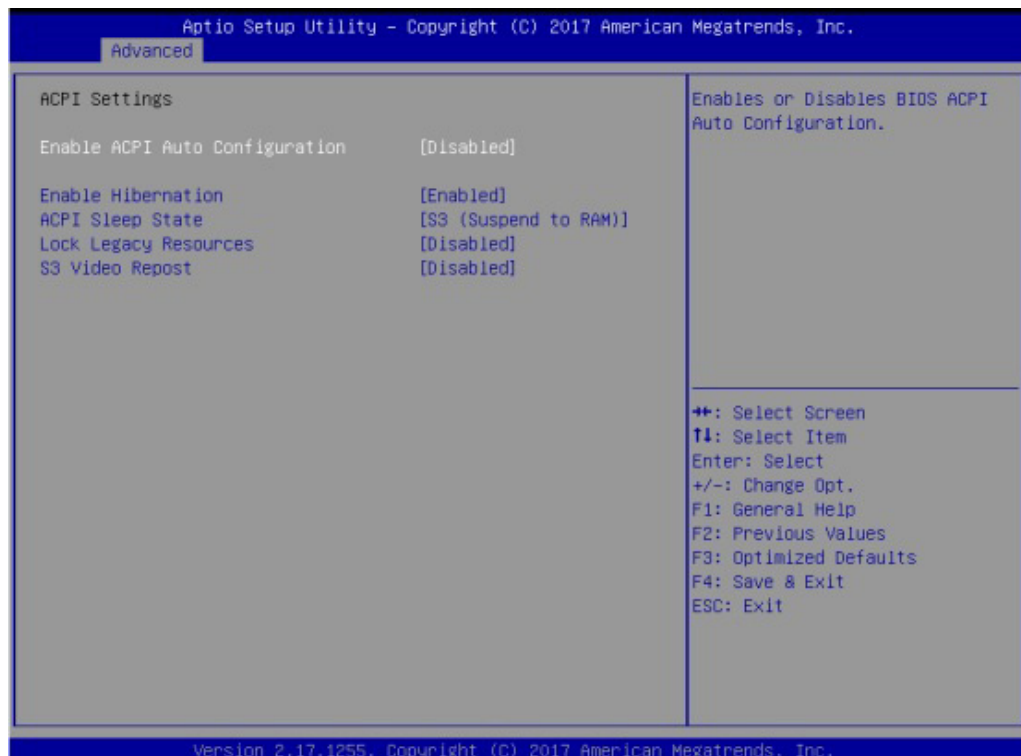 Aptio Setup Utility – Copyright (C) 2017 American Megatrends, Inc.
Advanced
ACPI Settings
Enable ACPI Auto Configuration [Disabled]
Enable Hibernation [Enabled]
ACPI Sleep State [S3 (Suspend to RAM)]
Lock Legacy Resources [Disabled]
S3 Video Repost [Disabled]
Enables or Disables BIOS ACPI
Auto Configuration.
→←: Select Screen
↑↓: Select Item
Enter: Select
+/-: Change Opt.
F1: General Help
F2: Previous Values
F3: Optimized Defaults
F4: Save & Exit
ESC: Exit
Version 2.17.1255. Copyright (C) 2017 American Megatrends, Inc.